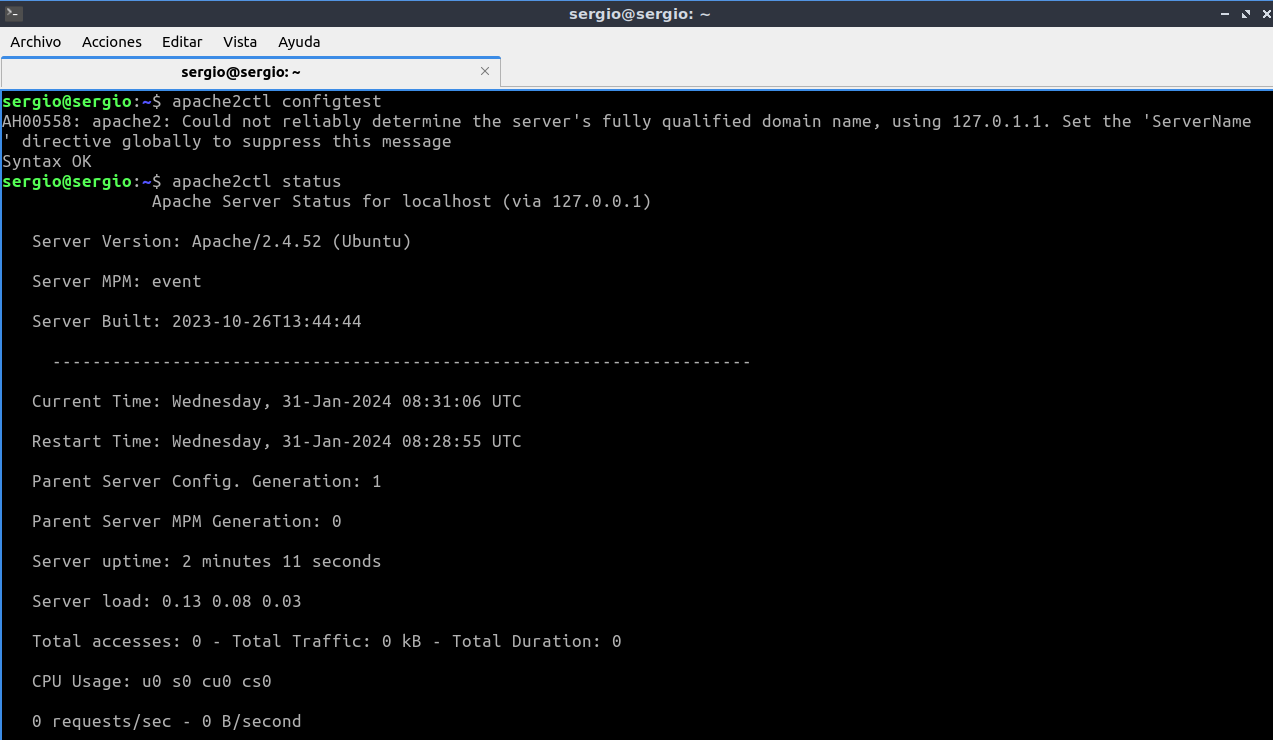 sergio@sergio: ~
Archivo Acciones Editar Vista Ayuda
sergio@sergio: ~
sergio@sergio:~$ apache2ctl configtest
AH00558: apache2: Could not reliably determine the server's fully qualified domain name, using 127.0.1.1. Set the 'ServerName
' directive globally to suppress this message
Syntax OK
sergio@sergio:~$ apache2ctl status
Apache Server Status for localhost (via 127.0.0.1)
Server Version: Apache/2.4.52 (Ubuntu)
Server MPM: event
Server Built: 2023-10-26T13:44:44
----------------------------------------------------------------------
Current Time: Wednesday, 31-Jan-2024 08:31:06 UTC
Restart Time: Wednesday, 31-Jan-2024 08:28:55 UTC
Parent Server Config. Generation: 1
Parent Server MPM Generation: 0
Server uptime: 2 minutes 11 seconds
Server load: 0.13 0.08 0.03
Total accesses: 0 - Total Traffic: 0 kB - Total Duration: 0
CPU Usage: u0 s0 cu0 cs0
0 requests/sec - 0 B/second